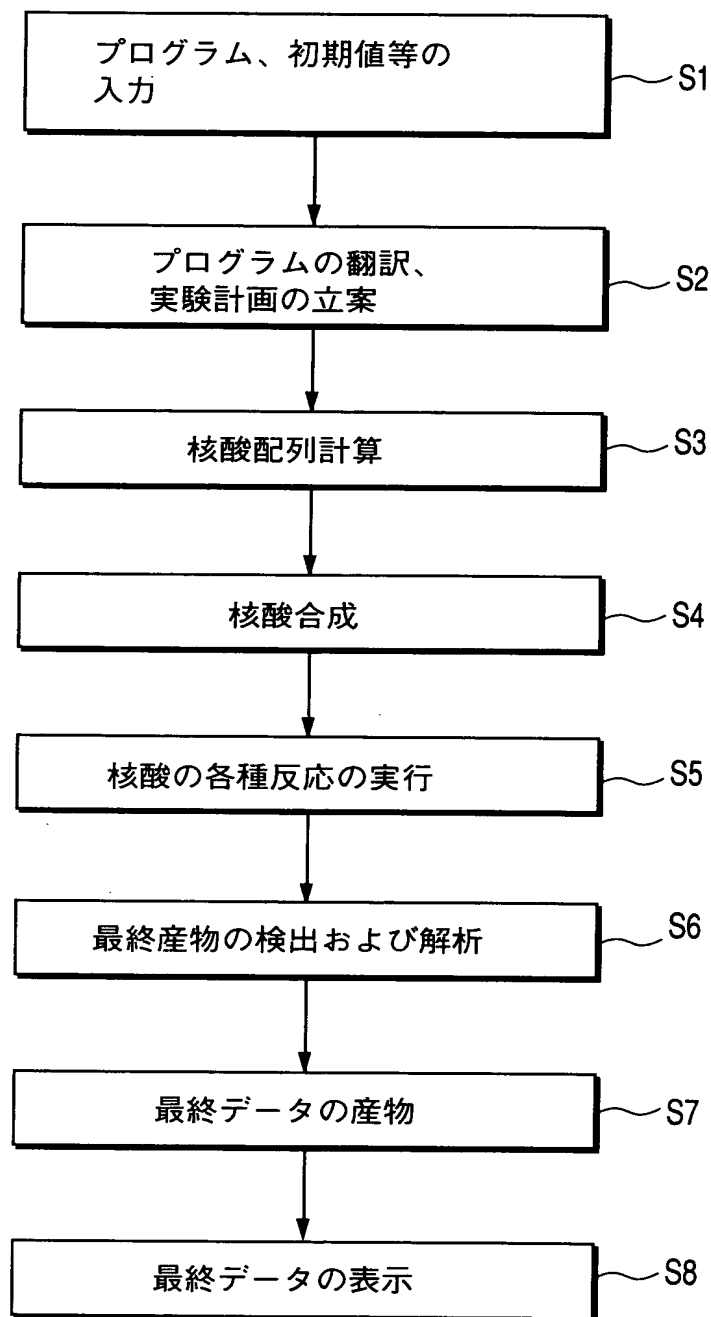 プログラム、初期値等の
入力
S1
プログラムの翻訳、
実験計画の立案
S2
核酸配列計算
S3
核酸合成
S4
核酸の各種反応の実行
S5
最終産物の検出および解析
S6
最終データの産物
S7
最終データの表示
S8